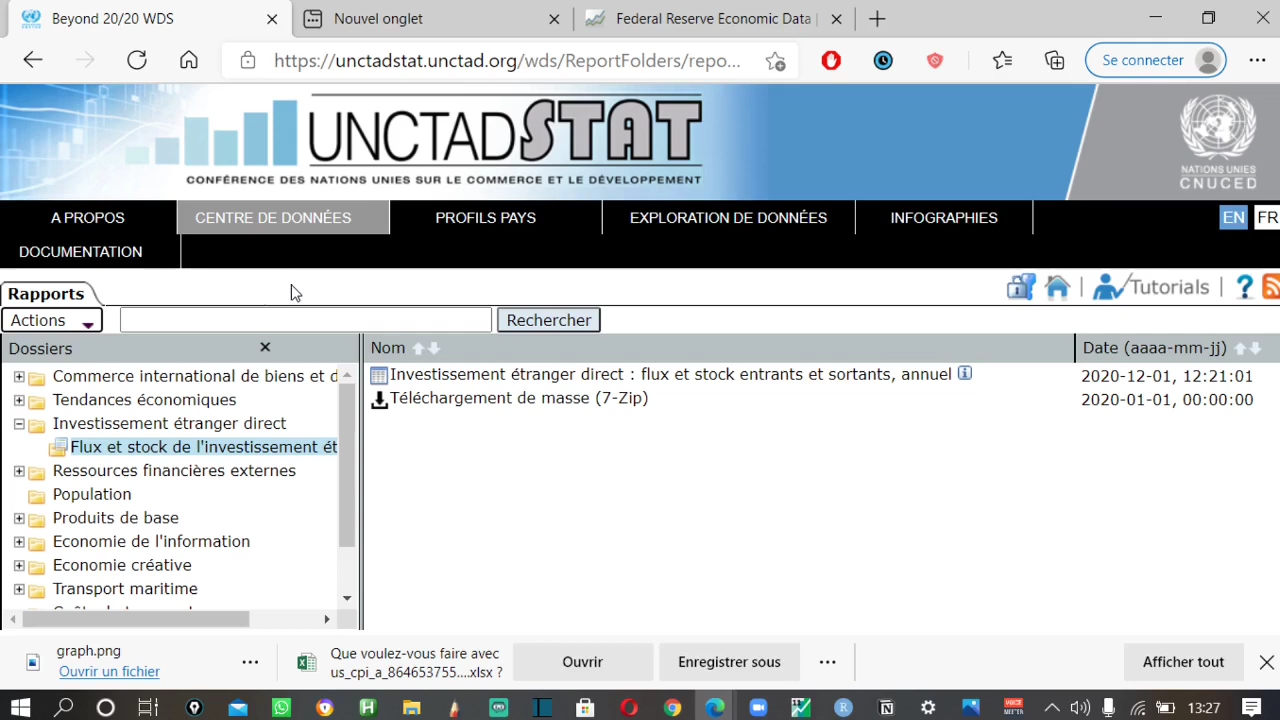 Beyond 20/20 WDS
Nouvel onglet
Federal Reserve Economic Data |
https://unctadstat.unctad.org/wds/ReportFolders/repo...
Se connecter
UNCTADSTAT
CONFÉRENCE DES NATIONS UNIES SUR LE COMMERCE ET LE DÉVELOPPEMENT
NATIONS UNIES
CNUCED
A PROPOS
CENTRE DE DONNÉES
PROFILS PAYS
EXPLORATION DE DONNÉES
INFOGRAPHIES
EN
FR
DOCUMENTATION
Rapports
Tutorials
?
Actions
Rechercher
Dossiers
Nom
Date (aaaa-mm-jj)
Commerce international de biens et d
Investissement étranger direct : flux et stock entrants et sortants, annuel
2020-12-01, 12:21:01
Tendances économiques
Téléchargement de masse (7-Zip)
2020-01-01, 00:00:00
Investissement étranger direct
Flux et stock de l'investissement ét
Ressources financières externes
Population
Produits de base
Economie de l'information
Economie créative
Transport maritime
graph.png
Ouvrir un fichier
Que voulez-vous faire avec
us_cpi_a_864653755....xlsx ?
Ouvrir
Enregistrer sous
Afficher tout
13:27